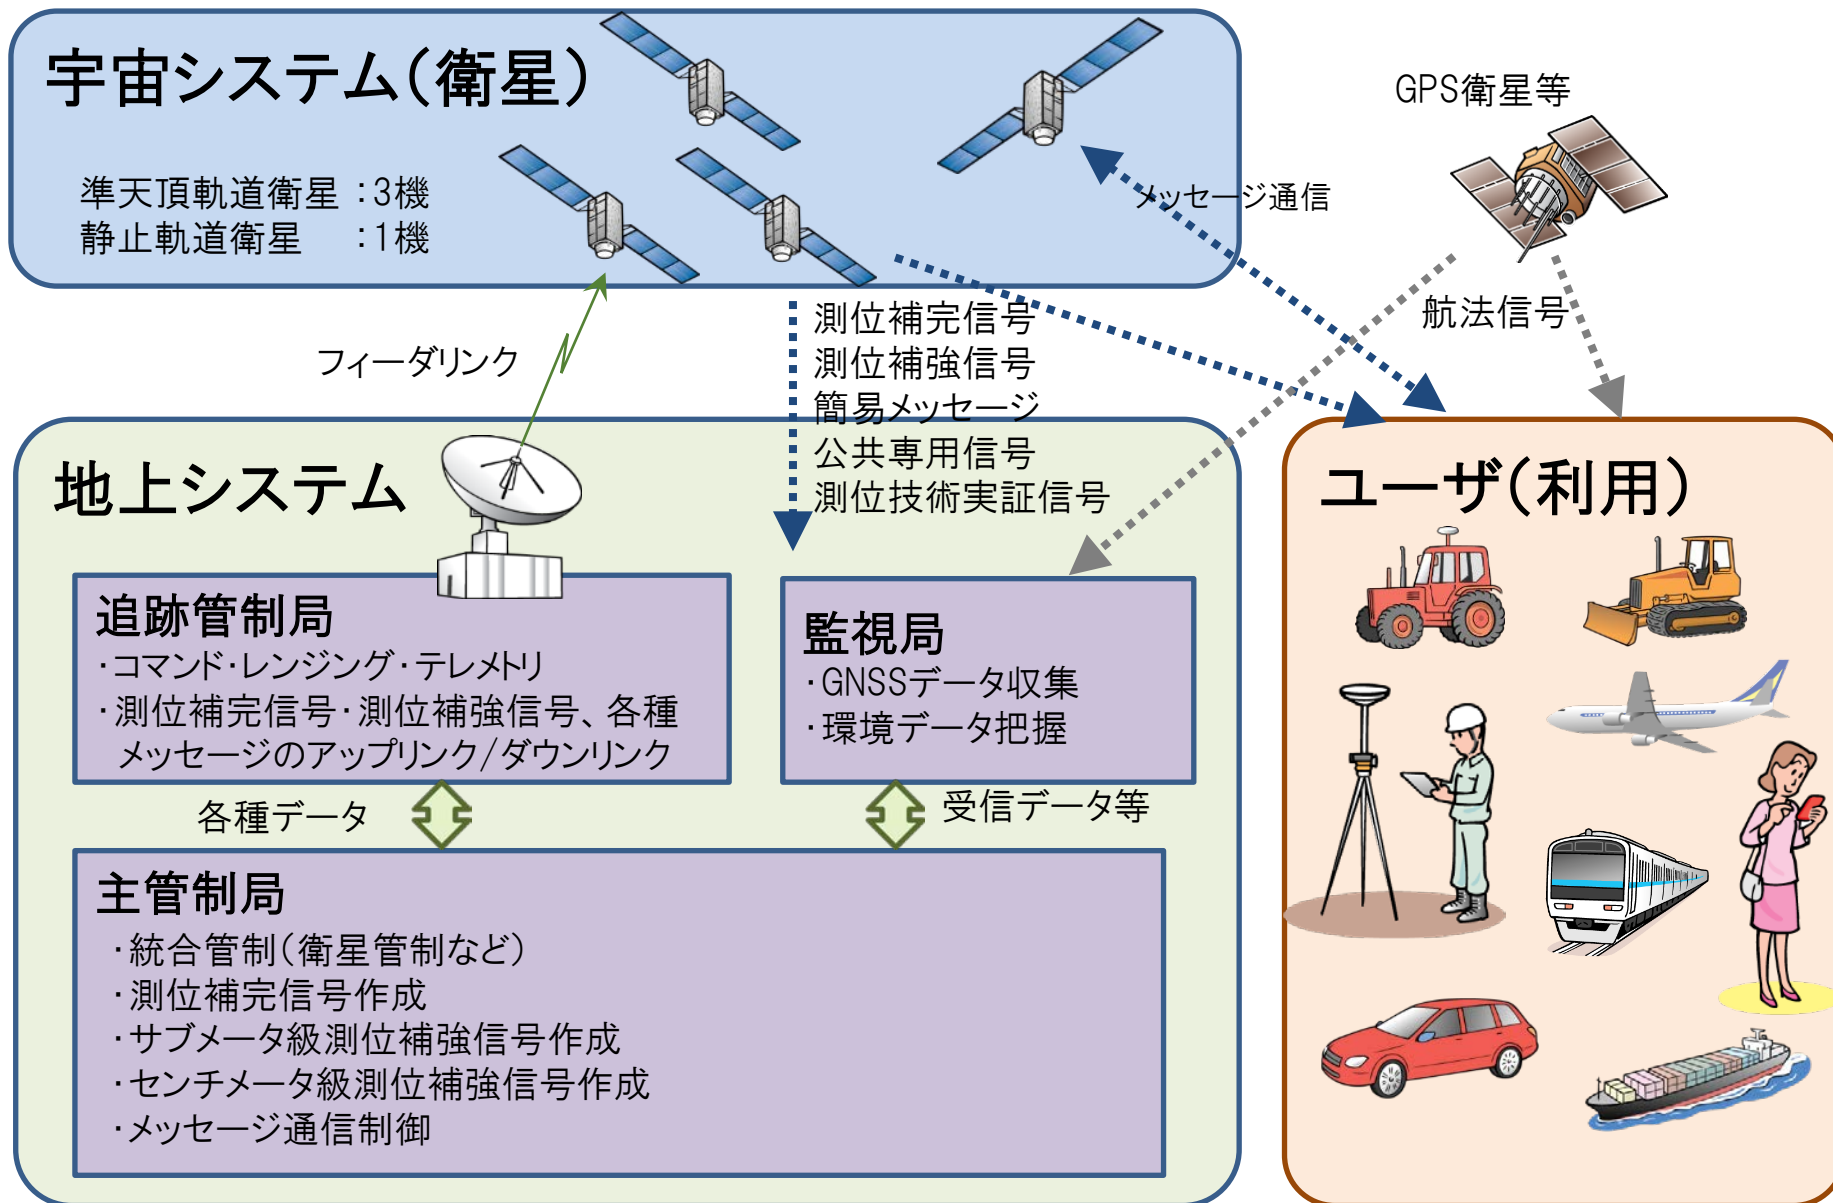 宇宙システム(衛星)
準天頂軌道衛星 :3機
静止軌道衛星 :1機
GPS衛星等
メッセージ通信
航法信号
フィーダリンク
測位補完信号
測位補強信号
簡易メッセージ
公共専用信号
測位技術実証信号
地上システム
追跡管制局
・コマンド・レンジング・テレメトリ
・測位補完信号・測位補強信号、各種
メッセージのアップリンク/ダウンリンク
監視局
・GNSSデータ収集
・環境データ把握
各種データ
受信データ等
主管制局
・統合管制(衛星管制など)
・測位補完信号作成
・サブメータ級測位補強信号作成
・センチメータ級測位補強信号作成
・メッセージ通信制御
ユーザ(利用)